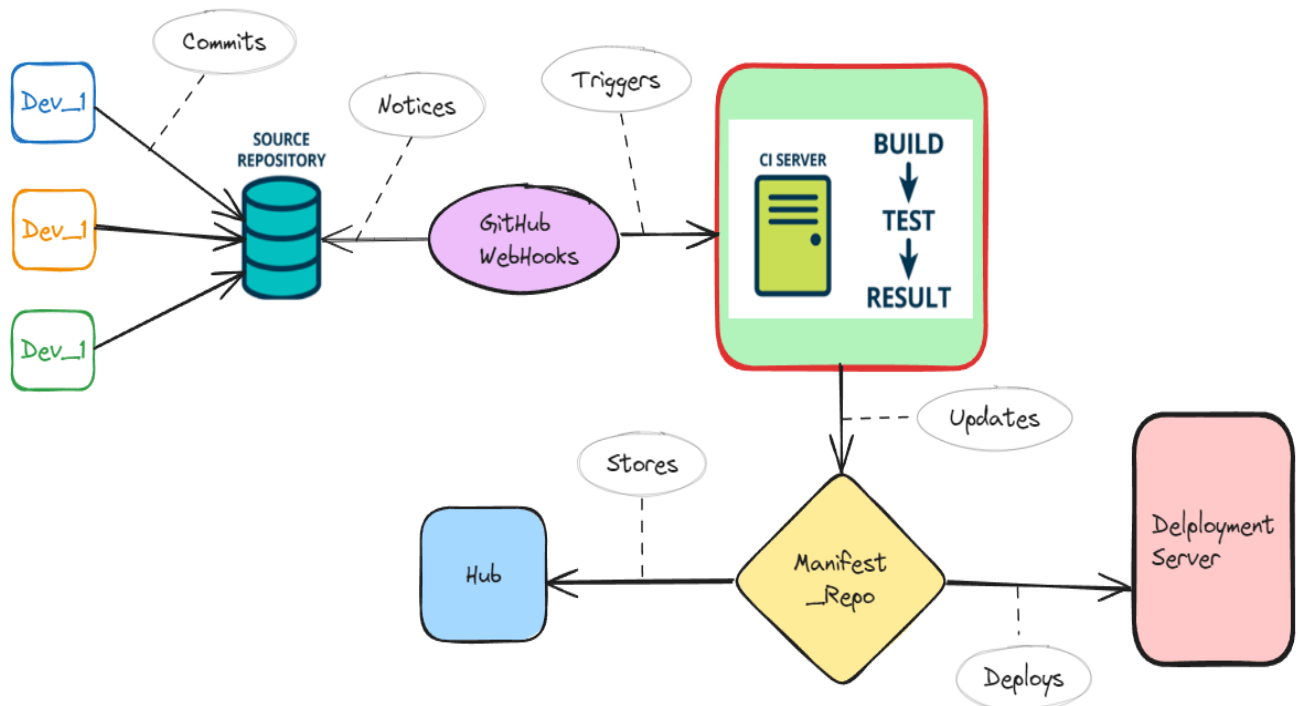 Commits
Dev_1
Notices
Triggers
SOURCE
REPOSITORY
Dev_1
GitHub
WebHooks
CI SERVER
BUILD
TEST
RESULT
Dev_1
Updates
Stores
Hub
Manifest
_Repo
Delployment
Server
Deploys